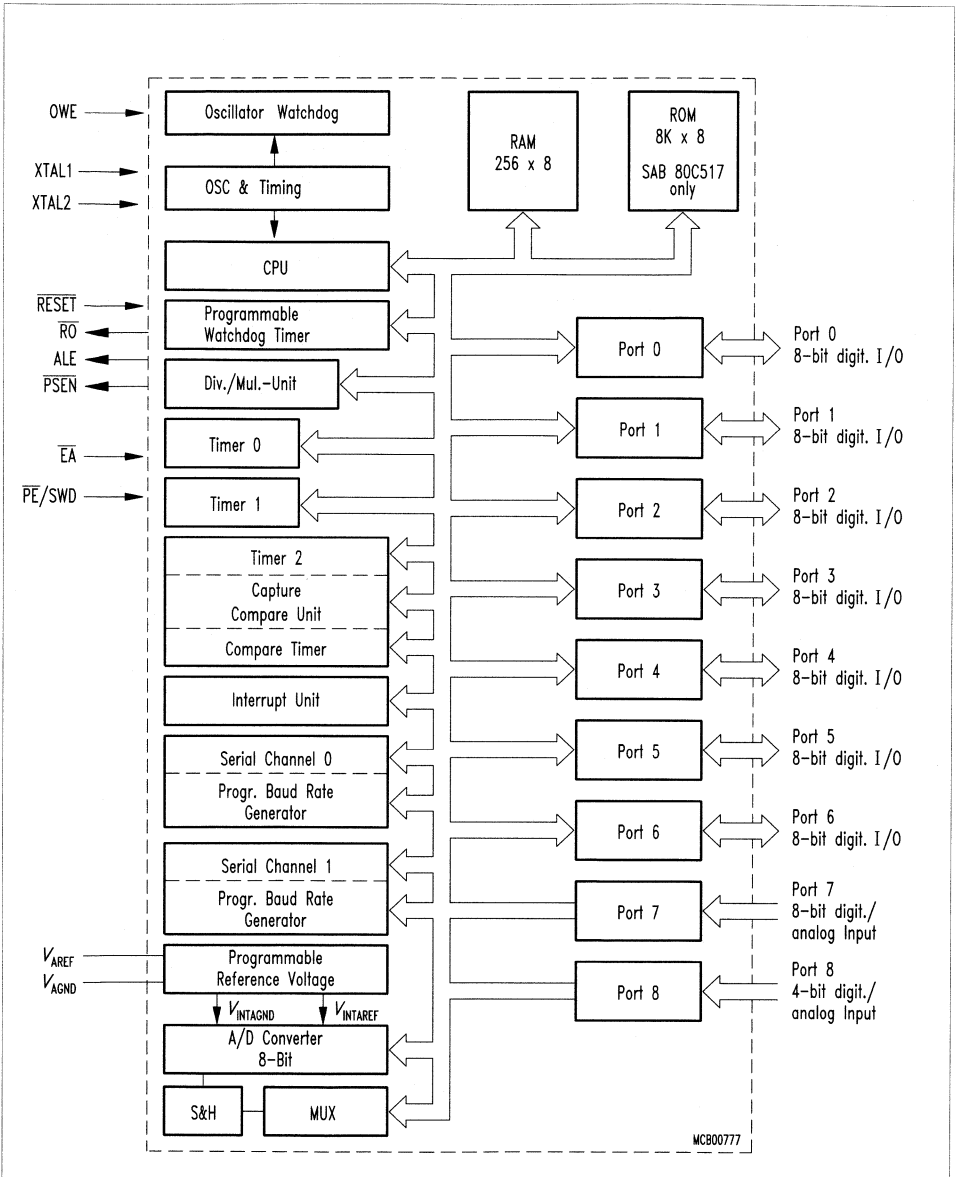 OWE
XTAL1
XTAL2
RESET
RO
ALE
PSEN
EA
PE/SWD
VAREF
VAGND
Oscillator Watchdog
OSC & Timing
CPU
Programmable
Watchdog Timer
Div./Mul.-Unit
Timer 0
Timer 1
Timer 2
Capture
Compare Unit
Compare Timer
Interrupt Unit
Serial Channel 0
Progr. Baud Rate
Generator
Serial Channel 1
Progr. Baud Rate
Generator
Programmable
Reference Voltage
VINTAGND
VINTAREF
A/D Converter
8-Bit
S&H
MUX
RAM
256 x 8
ROM
8K x 8
SAB 80C517
only
Port 0
Port 1
Port 2
Port 3
Port 4
Port 5
Port 6
Port 7
Port 8
Port 0
8-bit digit. I/O
Port 1
8-bit digit. I/O
Port 2
8-bit digit. I/O
Port 3
8-bit digit. I/O
Port 4
8-bit digit. I/O
Port 5
8-bit digit. I/O
Port 6
8-bit digit. I/O
Port 7
8-bit digit./
analog Input
Port 8
4-bit digit./
analog Input
MCB00777